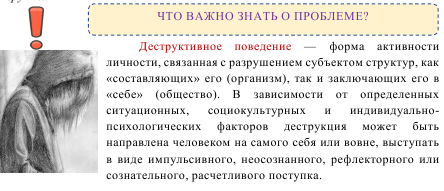 ЧТО ВАЖНО ЗНАТЬ О ПРОБЛЕМЕ?
Деструктивное поведение — форма активности
личности, связанная с разрушением субъектом структур, как
«составляющих» его (организм), так и заключающих его в
«себе» (общество). В зависимости от определенных
ситуационных, социокультурных и индивидуально-
психологических факторов деструкция может быть
направлена человеком на самого себя или вовне, выступать
в виде импульсивного, неосознанного, рефлекторного или
сознательного, расчетливого поступка.